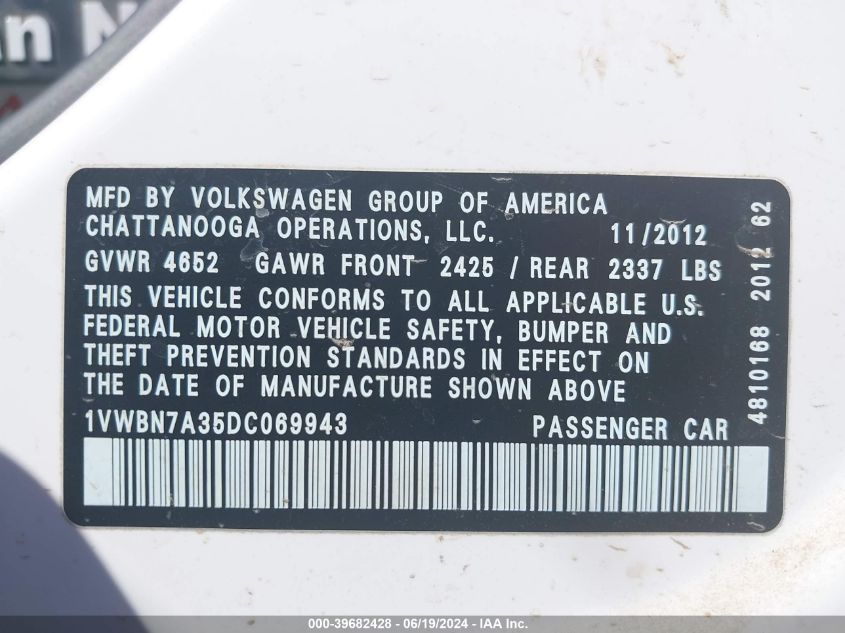 n N
MFD BY VOLKSWAGEN GROUP OF AMERICA
CHATTANOOGA OPERATIONS, LLC. 11/2012
GVWR 4652 GAWR FRONT 2425 / REAR 2337 LBS
THIS VEHICLE CONFORMS TO ALL APPLICABLE U.S.
FEDERAL MOTOR VEHICLE SAFETY, BUMPER AND
THEFT PREVENTION STANDARDS IN EFFECT ON
THE DATE OF MANUFACTURE SHOWN ABOVE
1VWBN7A35DC069943 PASSENGER CAR
4810168 2012 62
000-39682428 - 06/19/2024 - IAA Inc.